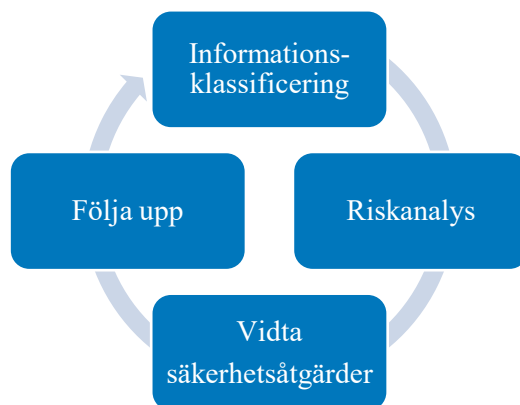 Informations-
klassificering
Riskanalys
Vidta
säkerhetsåtgärder
Följa upp